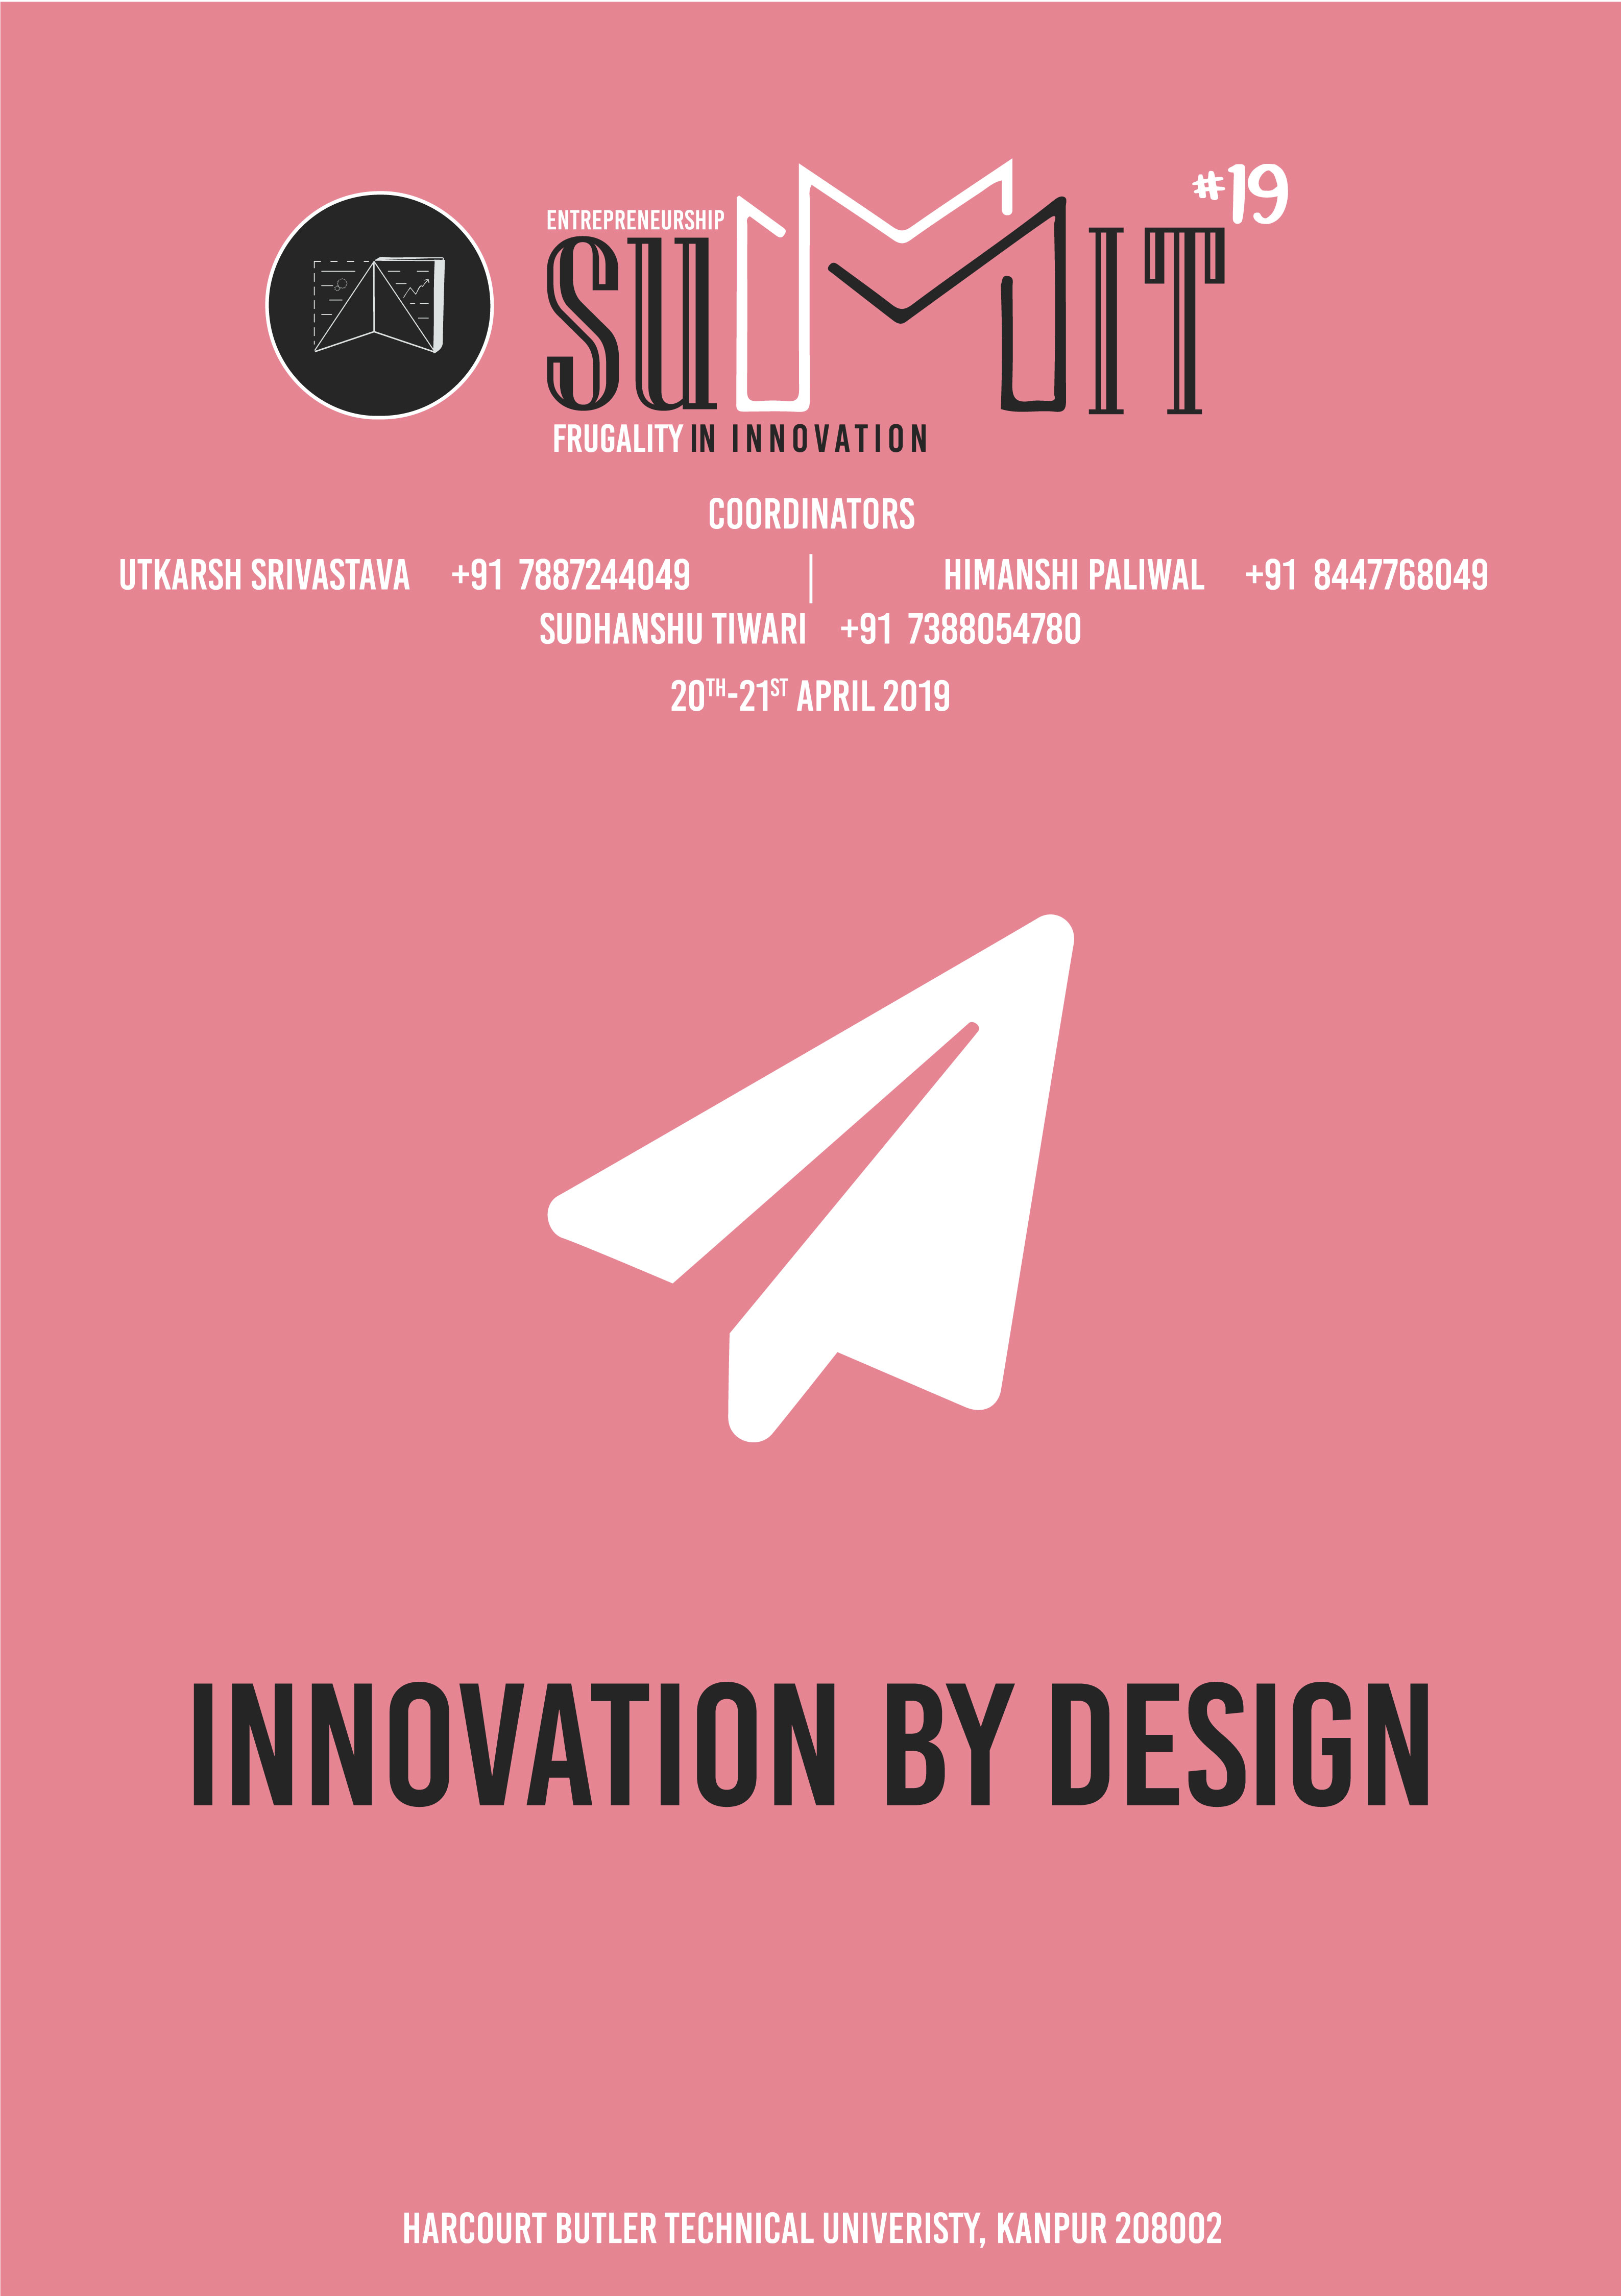 ENTREPRENEURSHIP
SUMMIT #19
FRUGALITY IN INNOVATION
COORDINATORS
UTKARSH SRIVASTAVA +91 7887244049 | HIMANSHI PALIWAL +91 8447768049
SUDHANSHU TIWARI +91 7388054780
20TH-21ST APRIL 2019
INNOVATION BY DESIGN
HARCOURT BUTLER TECHNICAL UNIVERISTY, KANPUR 208002